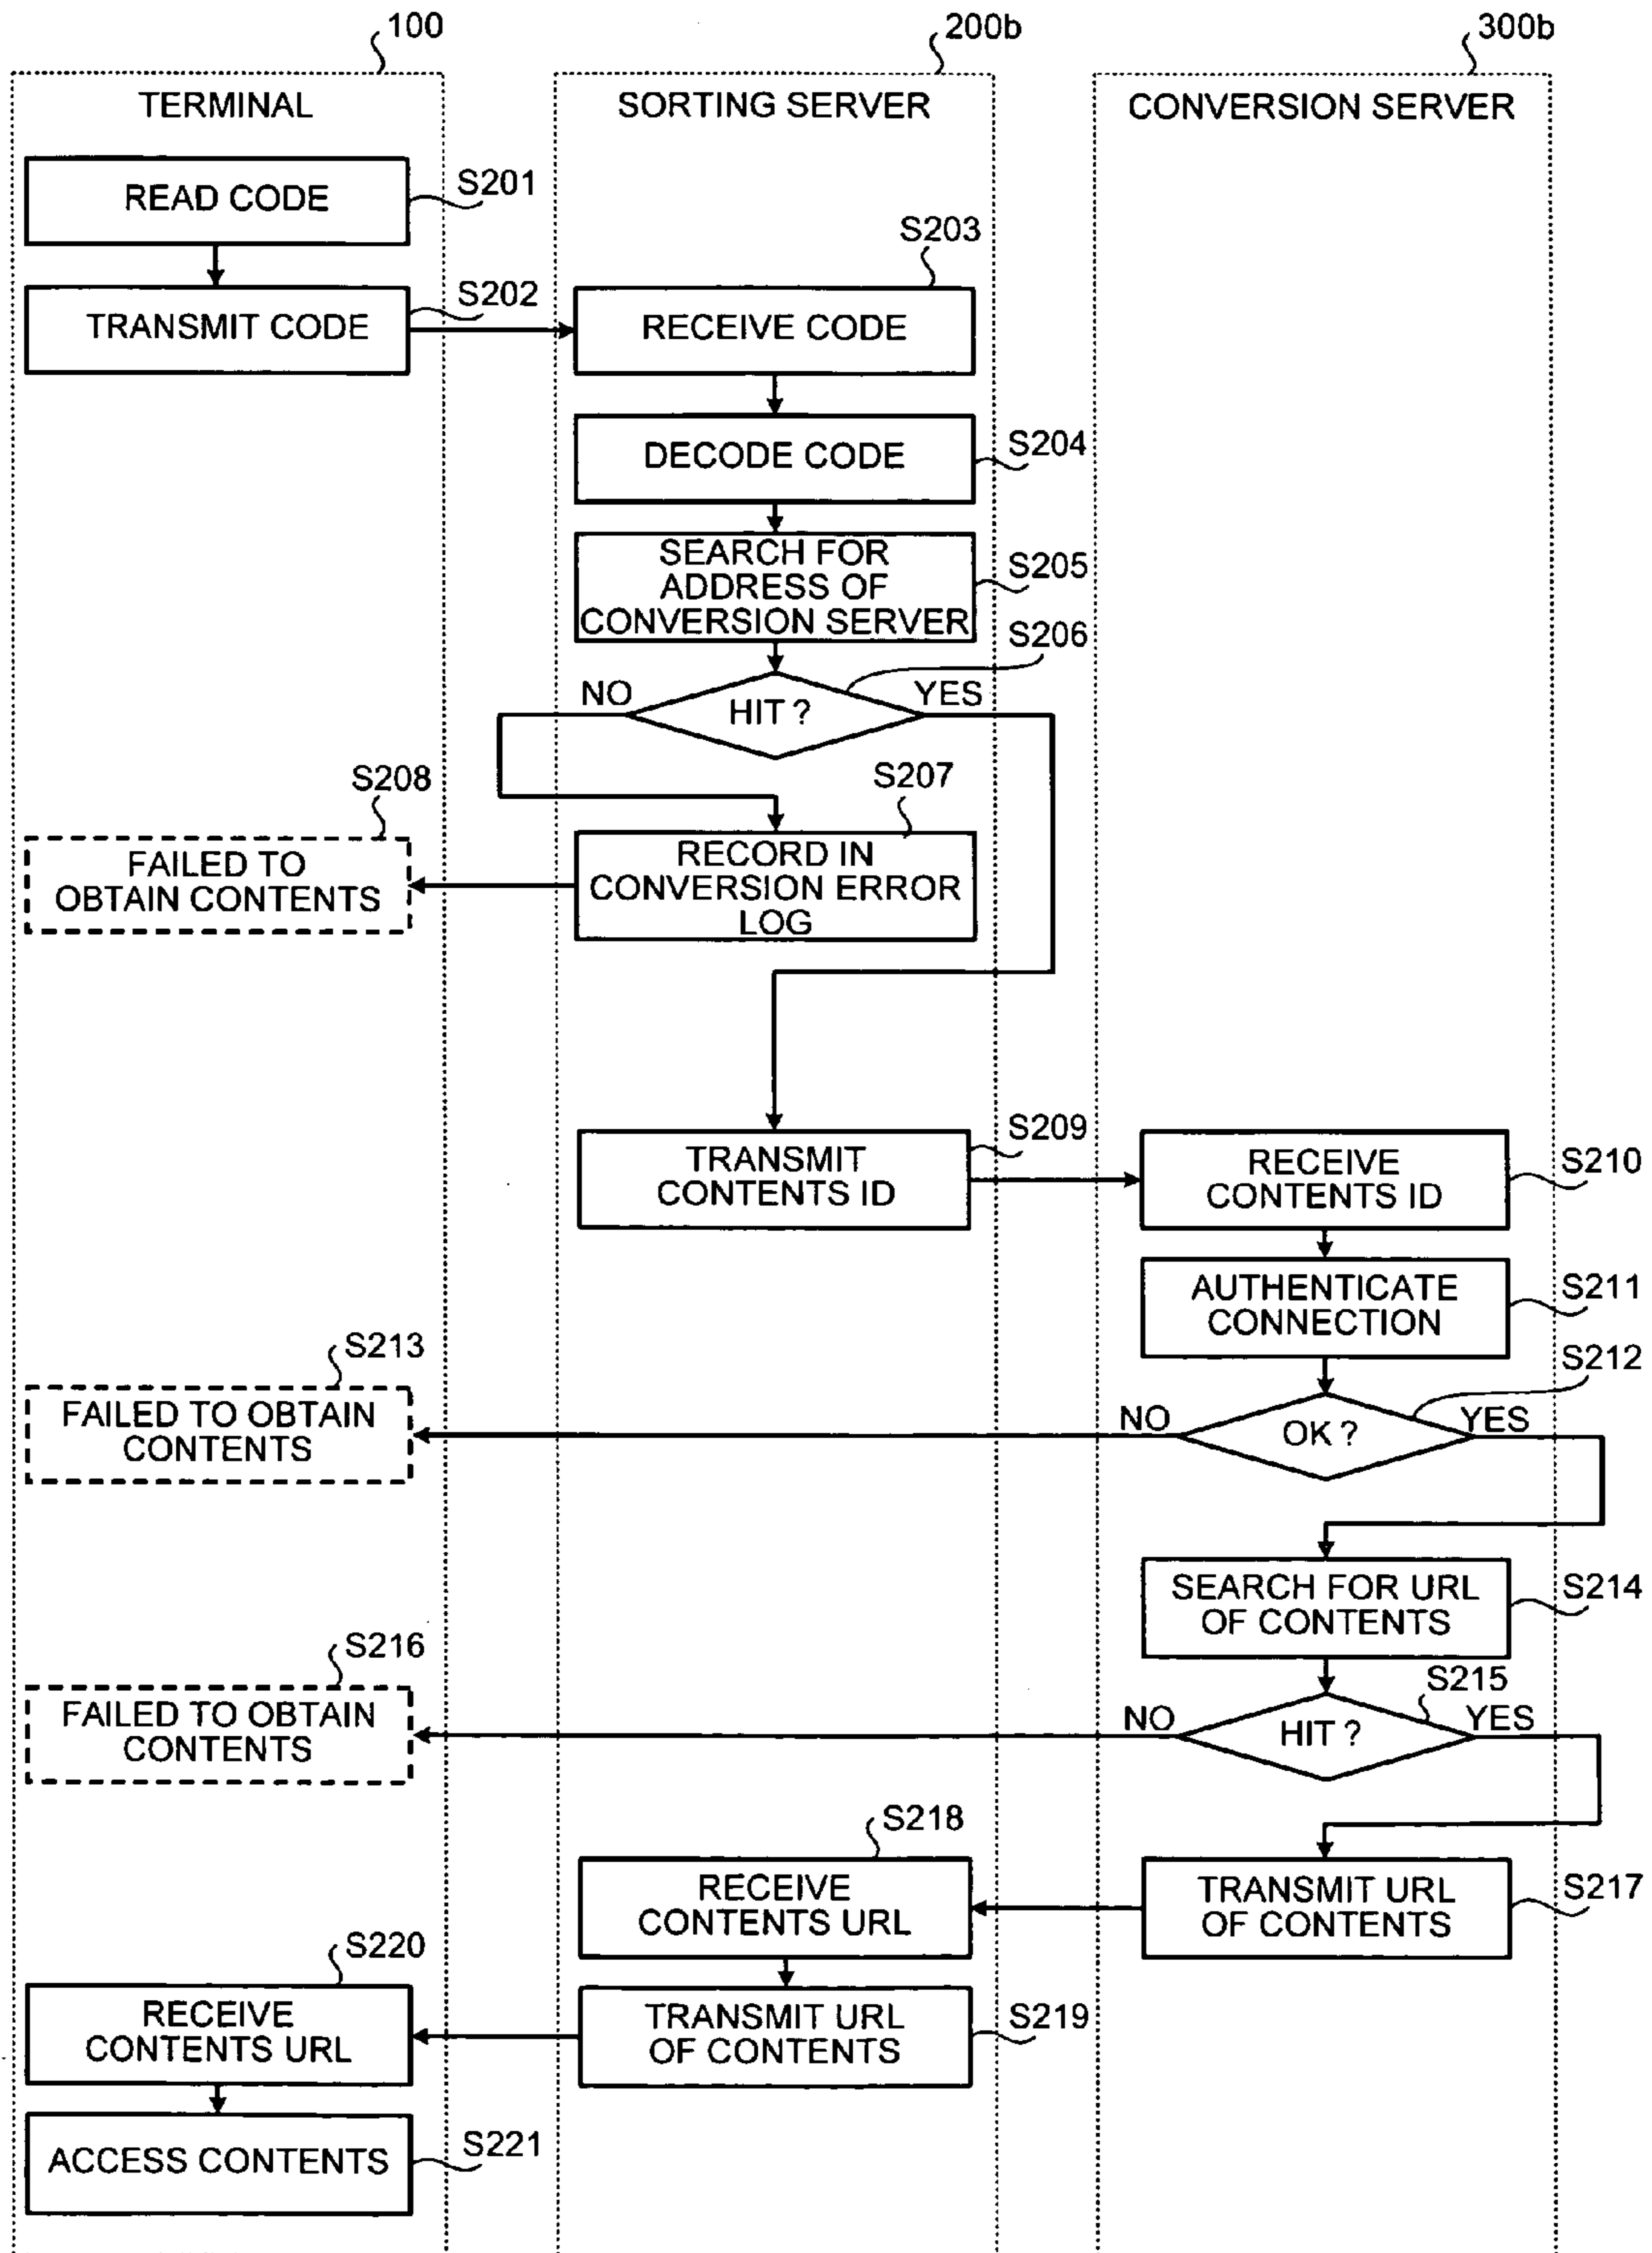 100
200b
300b
TERMINAL
SORTING SERVER
CONVERSION SERVER
READ CODE
S201
S203
TRANSMIT CODE
S202
RECEIVE CODE
DECODE CODE
S204
SEARCH FOR
ADDRESS OF
CONVERSION SERVER
S205
S206
NO
HIT ?
YES
S208
S207
FAILED TO
OBTAIN CONTENTS
RECORD IN
CONVERSION ERROR
LOG
TRANSMIT
CONTENTS ID
S209
RECEIVE
CONTENTS ID
S210
AUTHENTICATE
CONNECTION
S211
S213
S212
FAILED TO OBTAIN
CONTENTS
NO
OK ?
YES
SEARCH FOR URL
OF CONTENTS
S214
S216
S215
FAILED TO OBTAIN
CONTENTS
NO
HIT ?
YES
S218
RECEIVE
CONTENTS URL
TRANSMIT URL
OF CONTENTS
S217
S220
RECEIVE
CONTENTS URL
TRANSMIT URL
OF CONTENTS
S219
ACCESS CONTENTS
S221